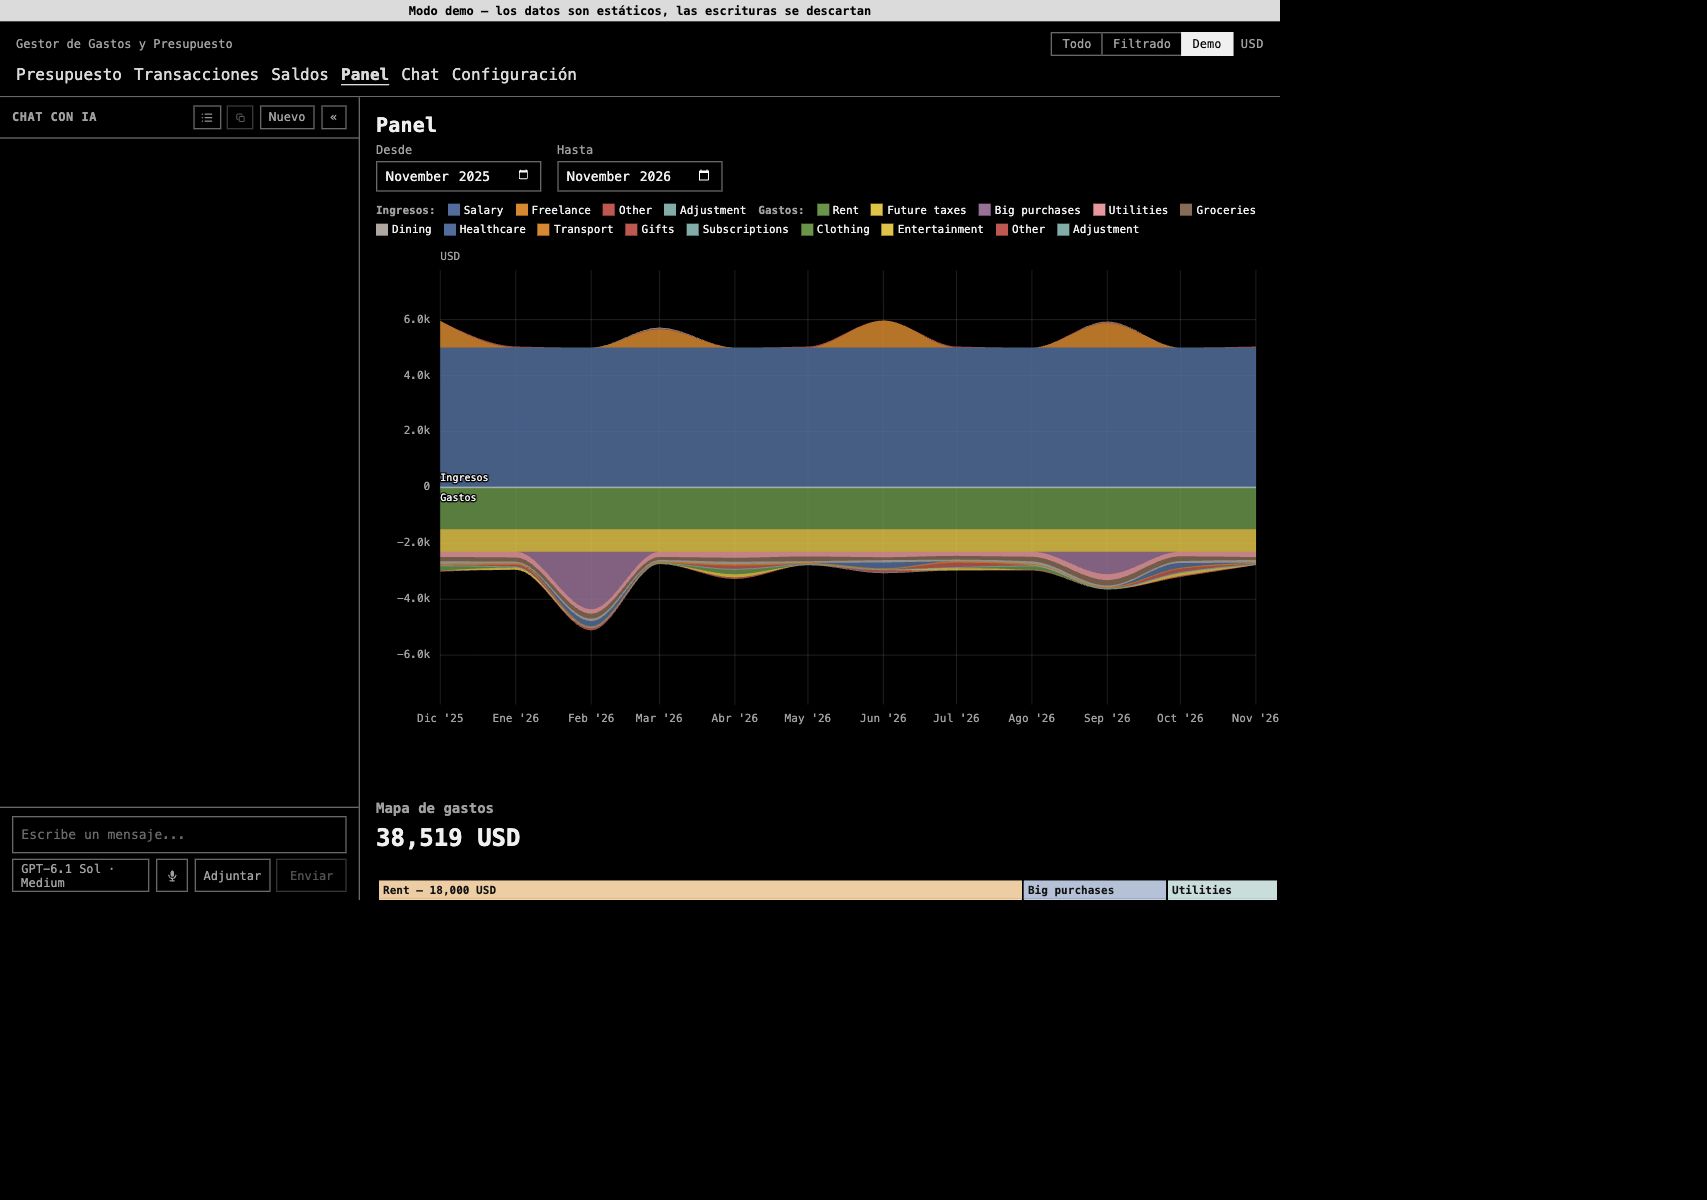 Modo demo — los datos son estáticos, las escrituras se descartan
Gestor de Gastos y Presupuesto
Todo Filtrado Demo USD
Presupuesto Transacciones Saldos Panel Chat Configuración
CHAT CON IA
Nuevo «
Panel
Desde Hasta
November 2025 November 2026
Ingresos: Salary Freelance Other Adjustment Gastos: Rent Future taxes Big purchases Utilities Groceries
Dining Healthcare Transport Gifts Subscriptions Clothing Entertainment Other Adjustment
USD
6.0k
4.0k
2.0k
Ingresos
0
Gastos
−2.0k
−4.0k
−6.0k
Dic '25 Ene '26 Feb '26 Mar '26 Abr '26 May '26 Jun '26 Jul '26 Ago '26 Sep '26 Oct '26 Nov '26
Mapa de gastos
38,519 USD
Rent — 18,000 USD Big purchases Utilities
Escribe un mensaje...
GPT-6.1 Sol ·
Medium
Adjuntar Enviar